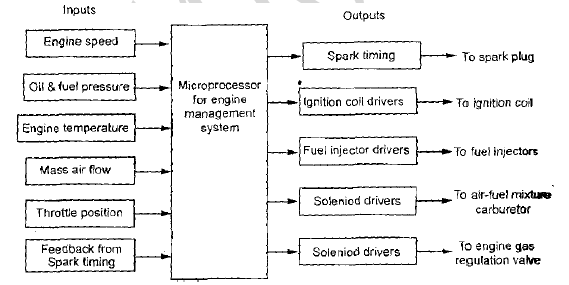 Inputs
Outputs
Engine speed
Oil & fuel pressure
Engine temperature
Mass air flow
Throttle position
Feedback from
Spark timing
Microprocessor
for engine
management
system
Spark timing
Ignition coil drivers
Fuel injector drivers
Soleniod drivers
Soleniod drivers
To spark plug
To ignition coil
To fuel injectors
To air-fuel mixture
carburetor
To engine gas
regulation valve